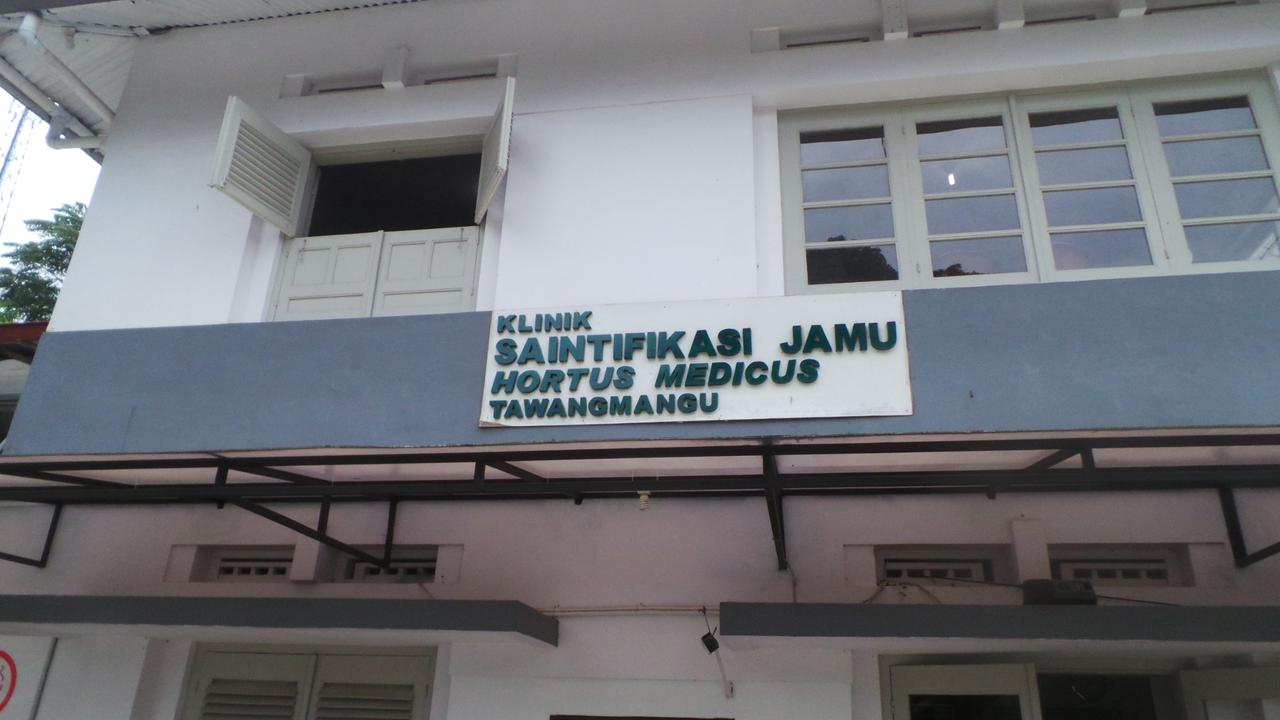 KLINIK
SAINTIFIKASI JAMU
HORTUS MEDICUS
TAWANGMANGU